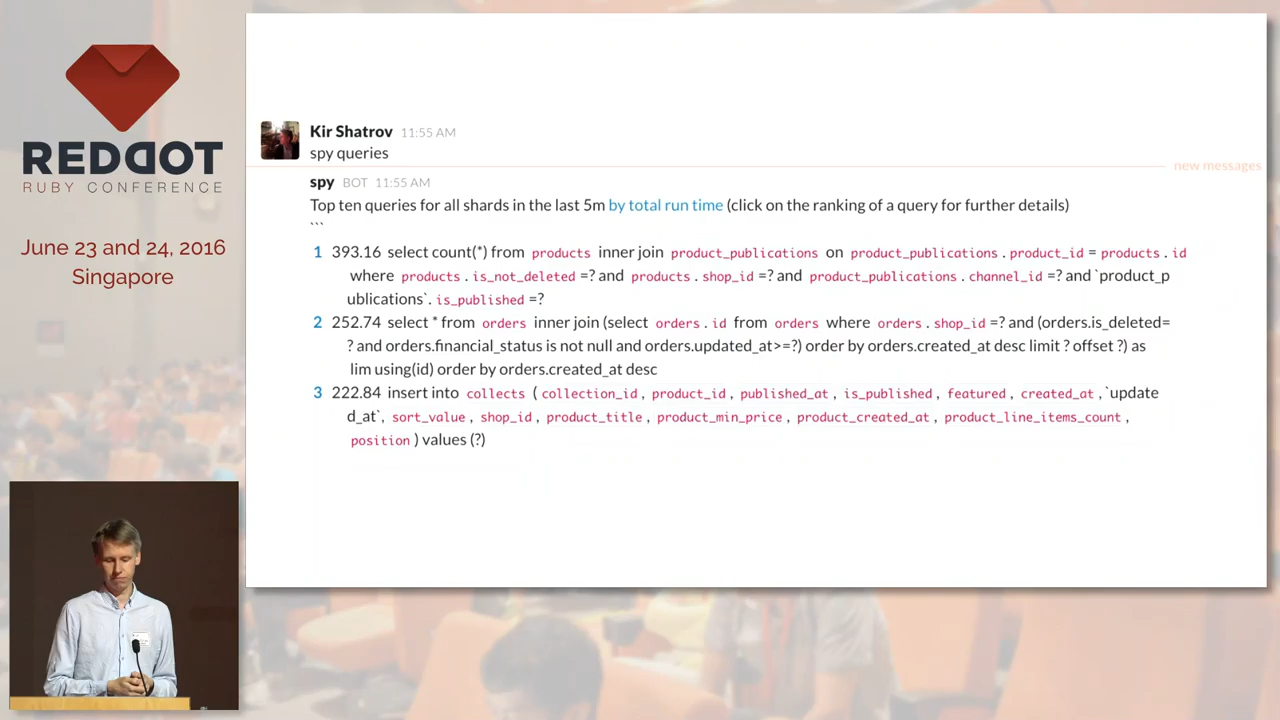 REDDOT
RUBY CONFERENCE
June 23 and 24, 2016
Singapore
Kir Shatrov 11:55 AM
spy queries
new messages
spy BOT 11:55 AM
Top ten queries for all shards in the last 5m by total run time (click on the ranking of a query for further details)
```
1 393.16 select count(*) from products inner join product_publications on product_publications . product_id = products . id
where products . is_not_deleted =? and products . shop_id =? and product_publications . channel_id =? and `product_p
ublications`. is_published =?
2 252.74 select * from orders inner join (select orders . id from orders where orders . shop_id =? and (orders.is_deleted=
? and orders.financial_status is not null and orders.updated_at>=?) order by orders.created_at desc limit ? offset ?) as
lim using(id) order by orders.created_at desc
3 222.84 insert into collects ( collection_id , product_id , published_at , is_published , featured , created_at ,`update
d_at`, sort_value , shop_id , product_title , product_min_price , product_created_at , product_line_items_count ,
position ) values (?)